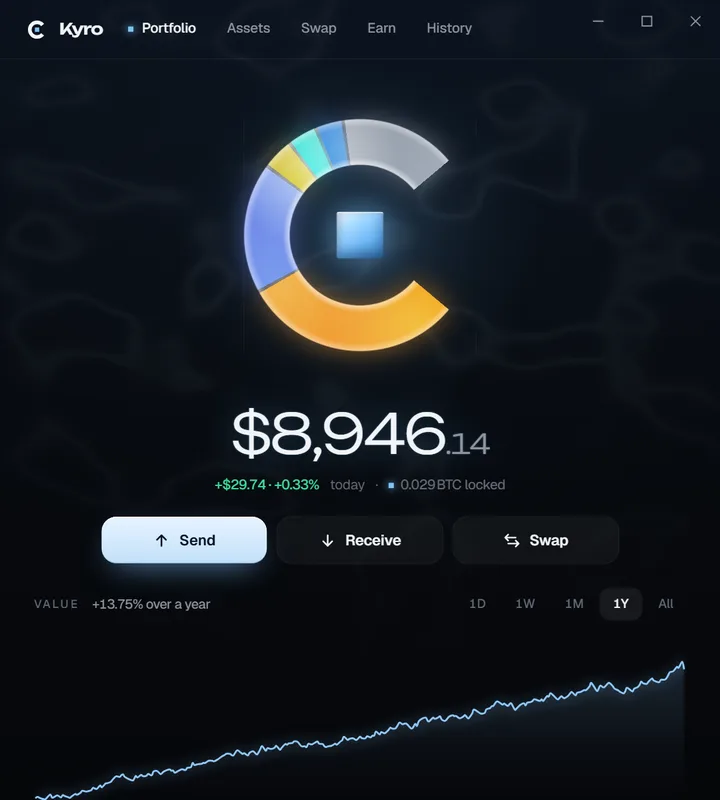 Kyro Portfolio Assets Swap Earn History
$8,946.14
+$29.74 · +0.33% today · 0.029 BTC locked
Send Receive Swap
VALUE +13.75% over a year 1D 1W 1M 1Y All